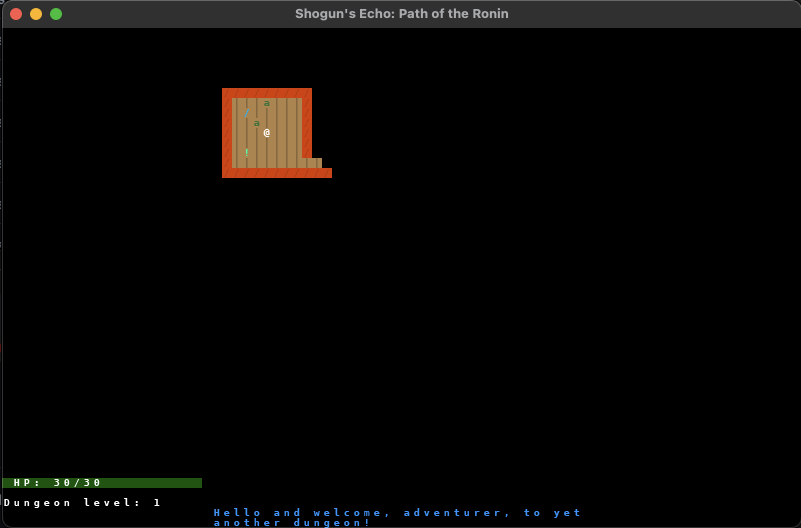 Shogun's Echo: Path of the Ronin
a
a
@
!
HP: 30/30
Dungeon level: 1
Hello and welcome, adventurer, to yet
another dungeon!